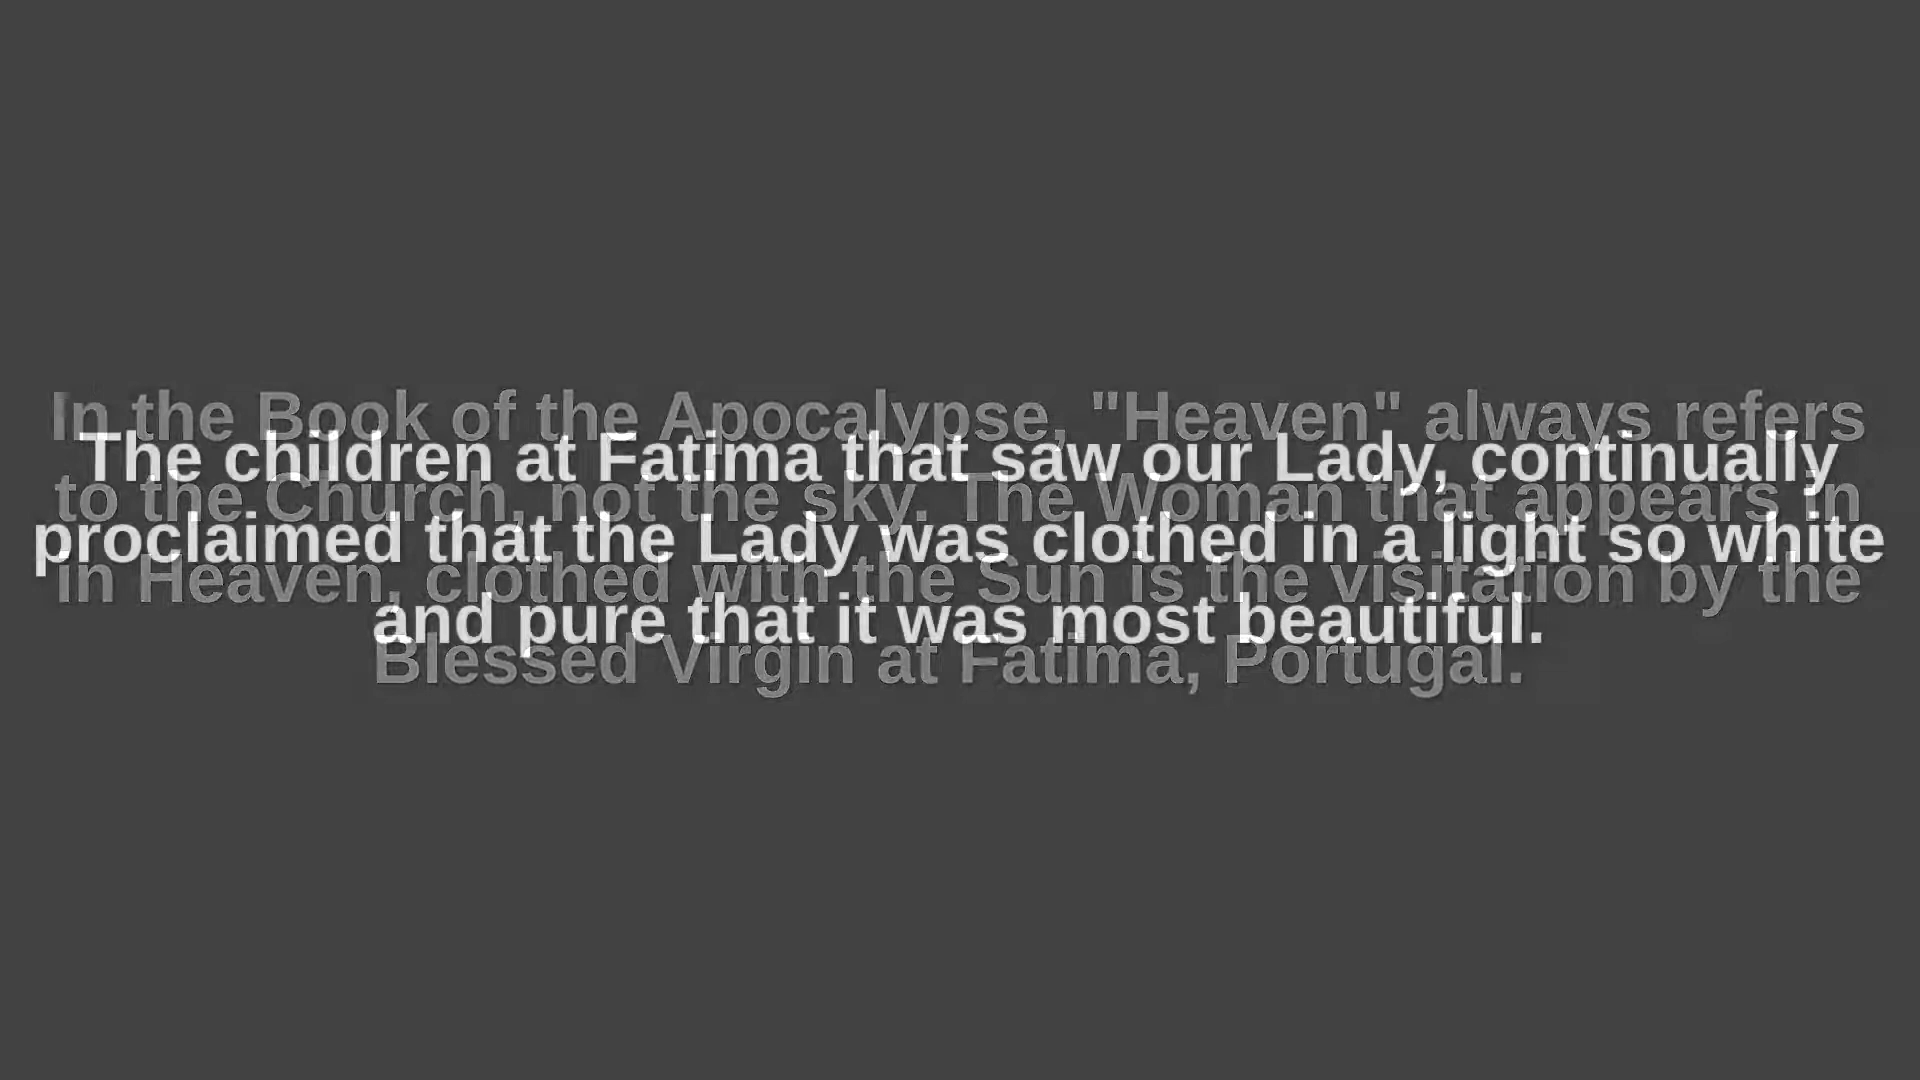 In the Book of the Apocalypse, "Heaven" always refers
to the Church, not the sky. The Woman that appears in
in Heaven, clothed with the Sun is the visitation by the
Blessed Virgin at Fatima, Portugal.
The children at Fatima that saw our Lady, continually
proclaimed that the Lady was clothed in a light so white
and pure that it was most beautiful.